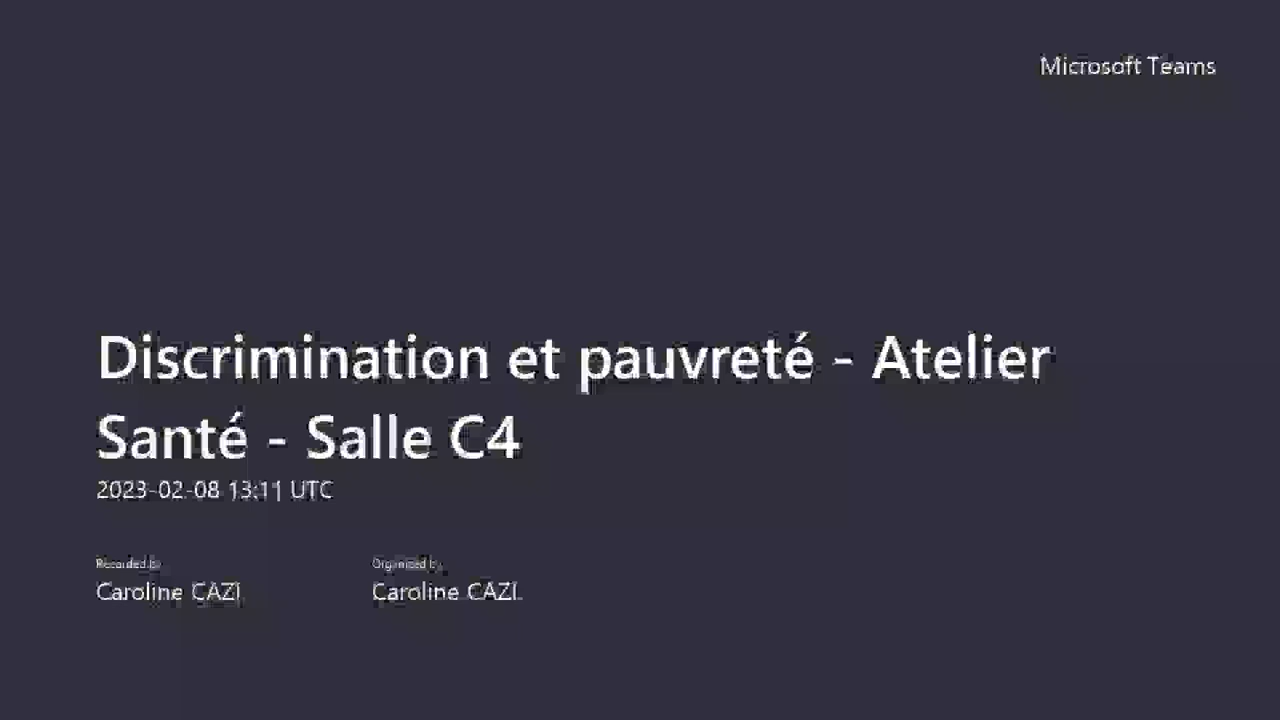 Microsoft Teams
Discrimination et pauvreté - Atelier
Santé - Salle C4
2023-02-08 13:11 UTC
Recorded by
Organized by
Caroline CAZI
Caroline CAZI